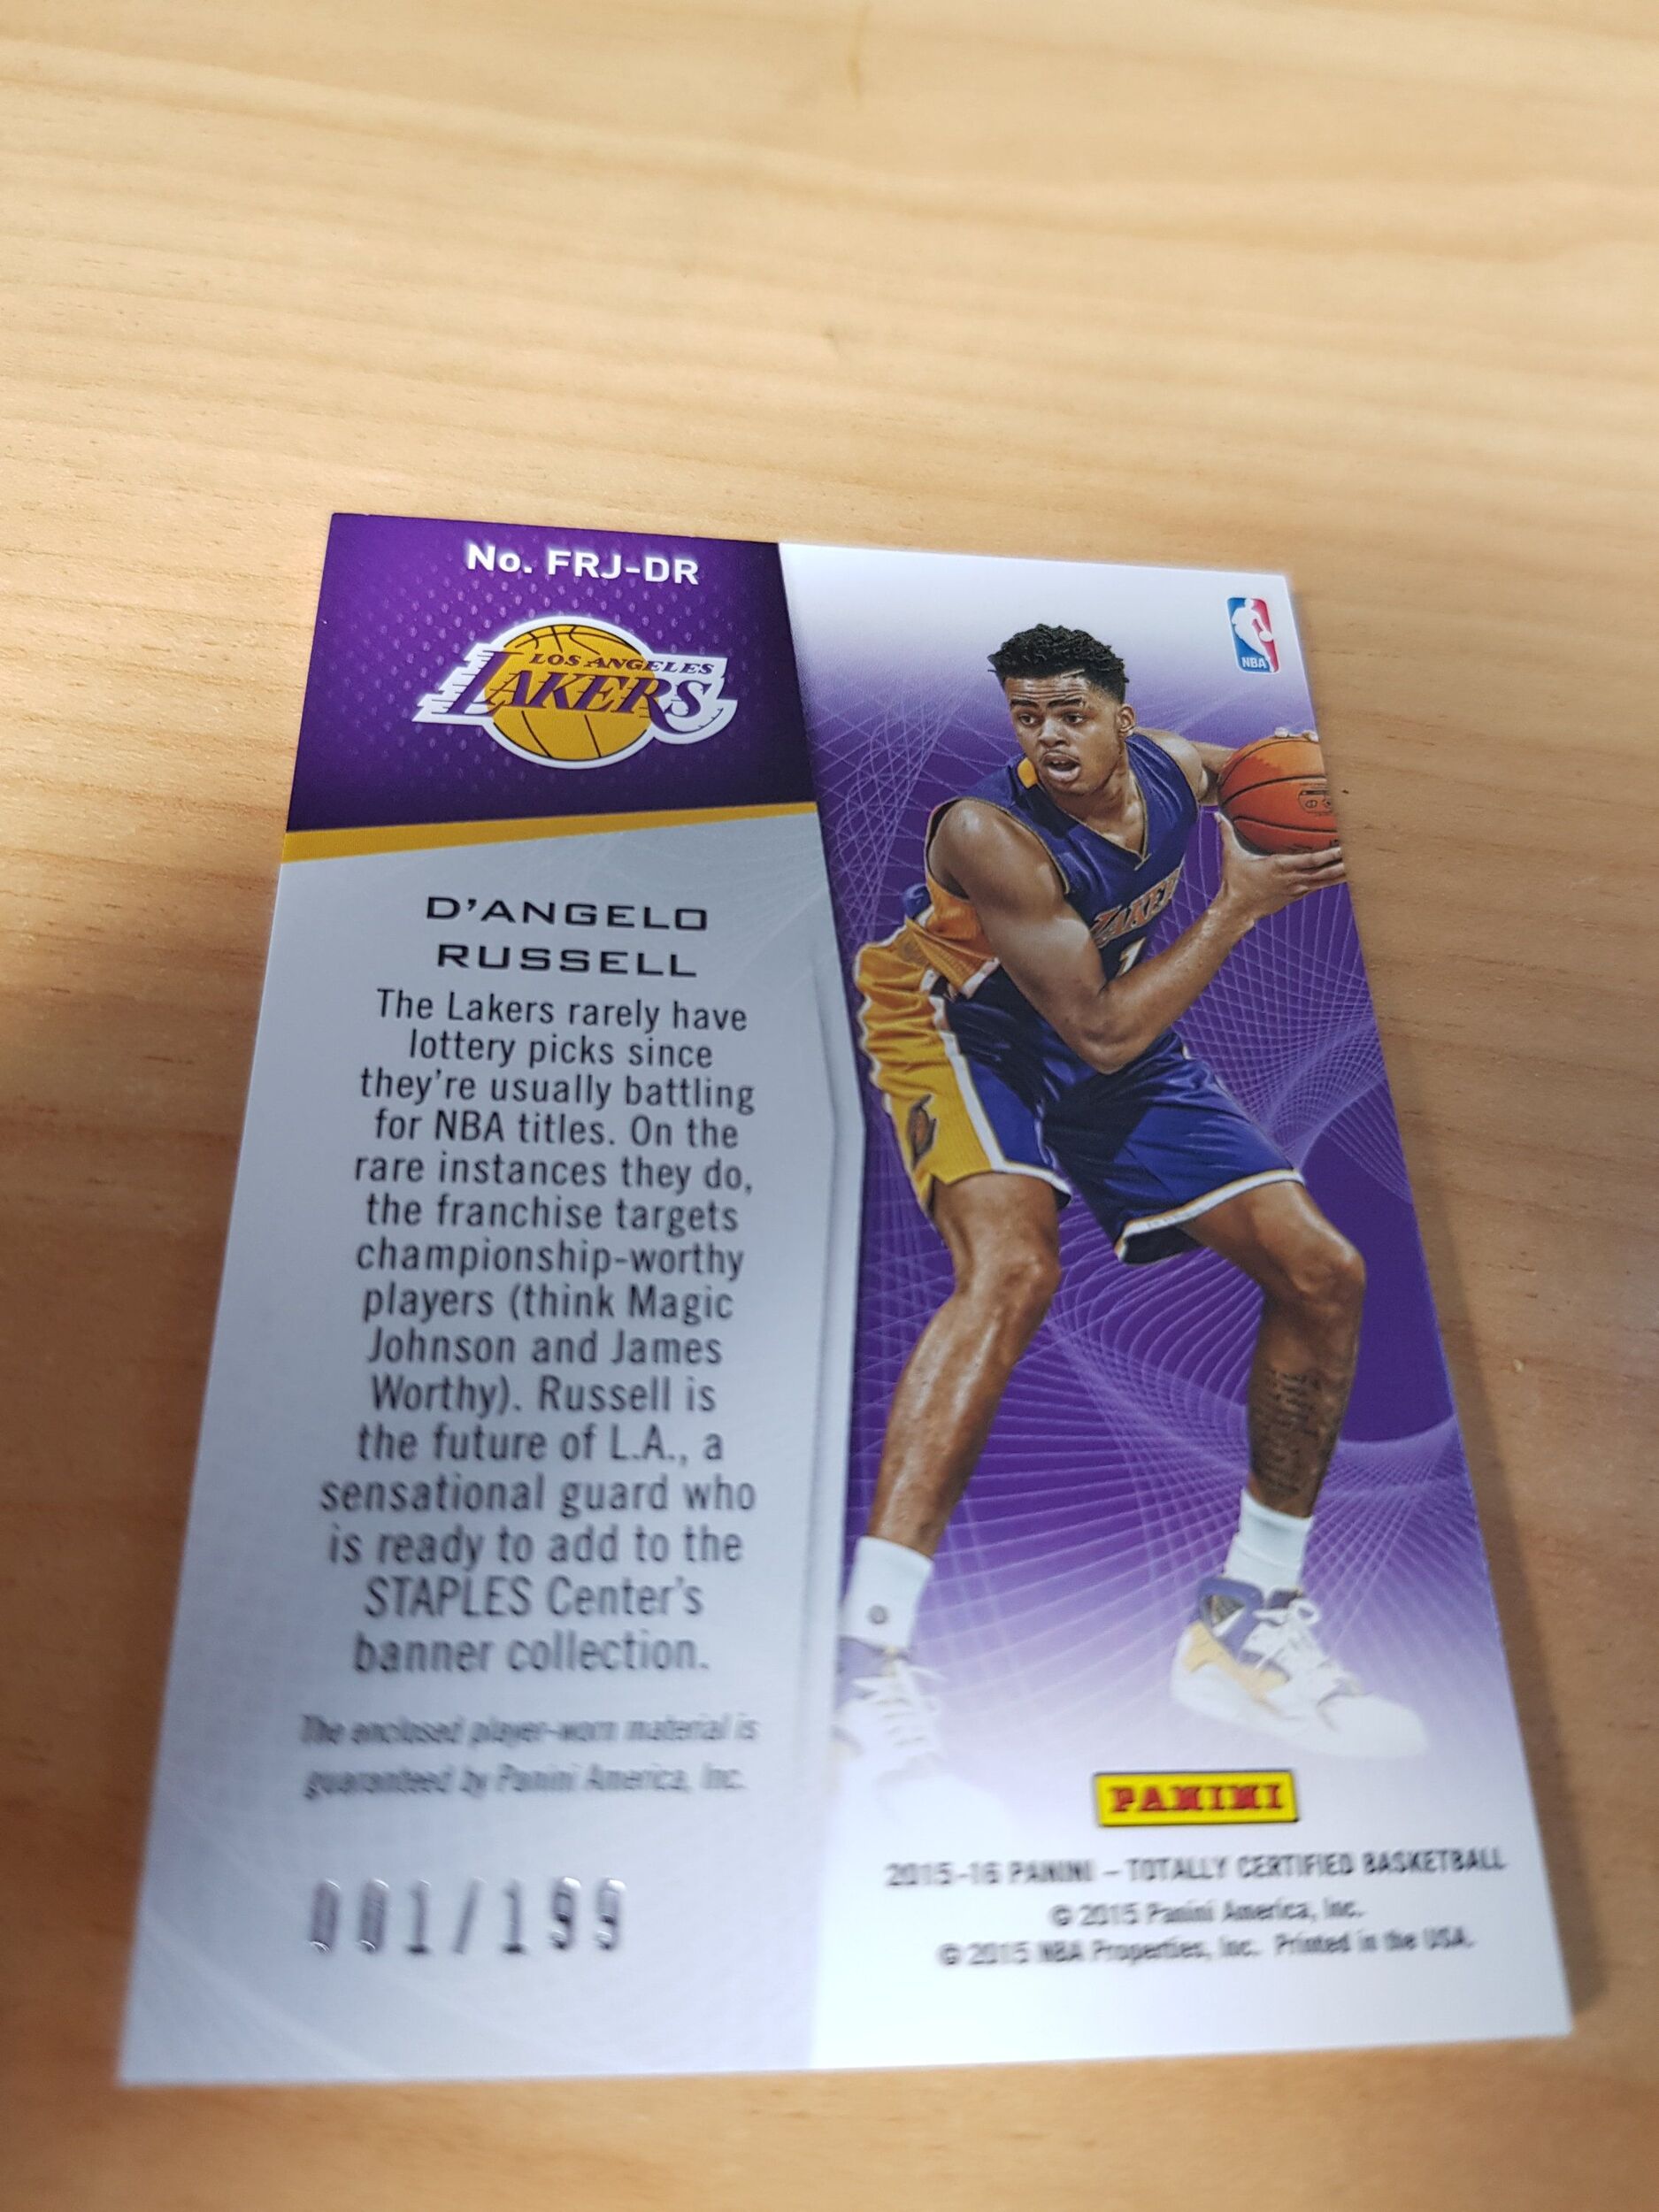 No. FRJ-DR
LOS ANGELES
LAKERS
D'ANGELO
RUSSELL
The Lakers rarely have
lottery picks since
they're usually battling
for NBA titles. On the
rare instances they do,
the franchise targets
championship-worthy
players (think Magic
Johnson and James
Worthy). Russell is
the future of L.A., a
sensational guard who
is ready to add to the
STAPLES Center's
banner collection.
The enclosed player-worn material is
guaranteed by Panini America, Inc.
001/199
NBA
LAKERS
1
PANINI
2015-16 PANINI – TOTALLY CERTIFIED BASKETBALL
© 2015 Panini America, Inc.
© 2015 NBA Properties, Inc. Printed in the USA.